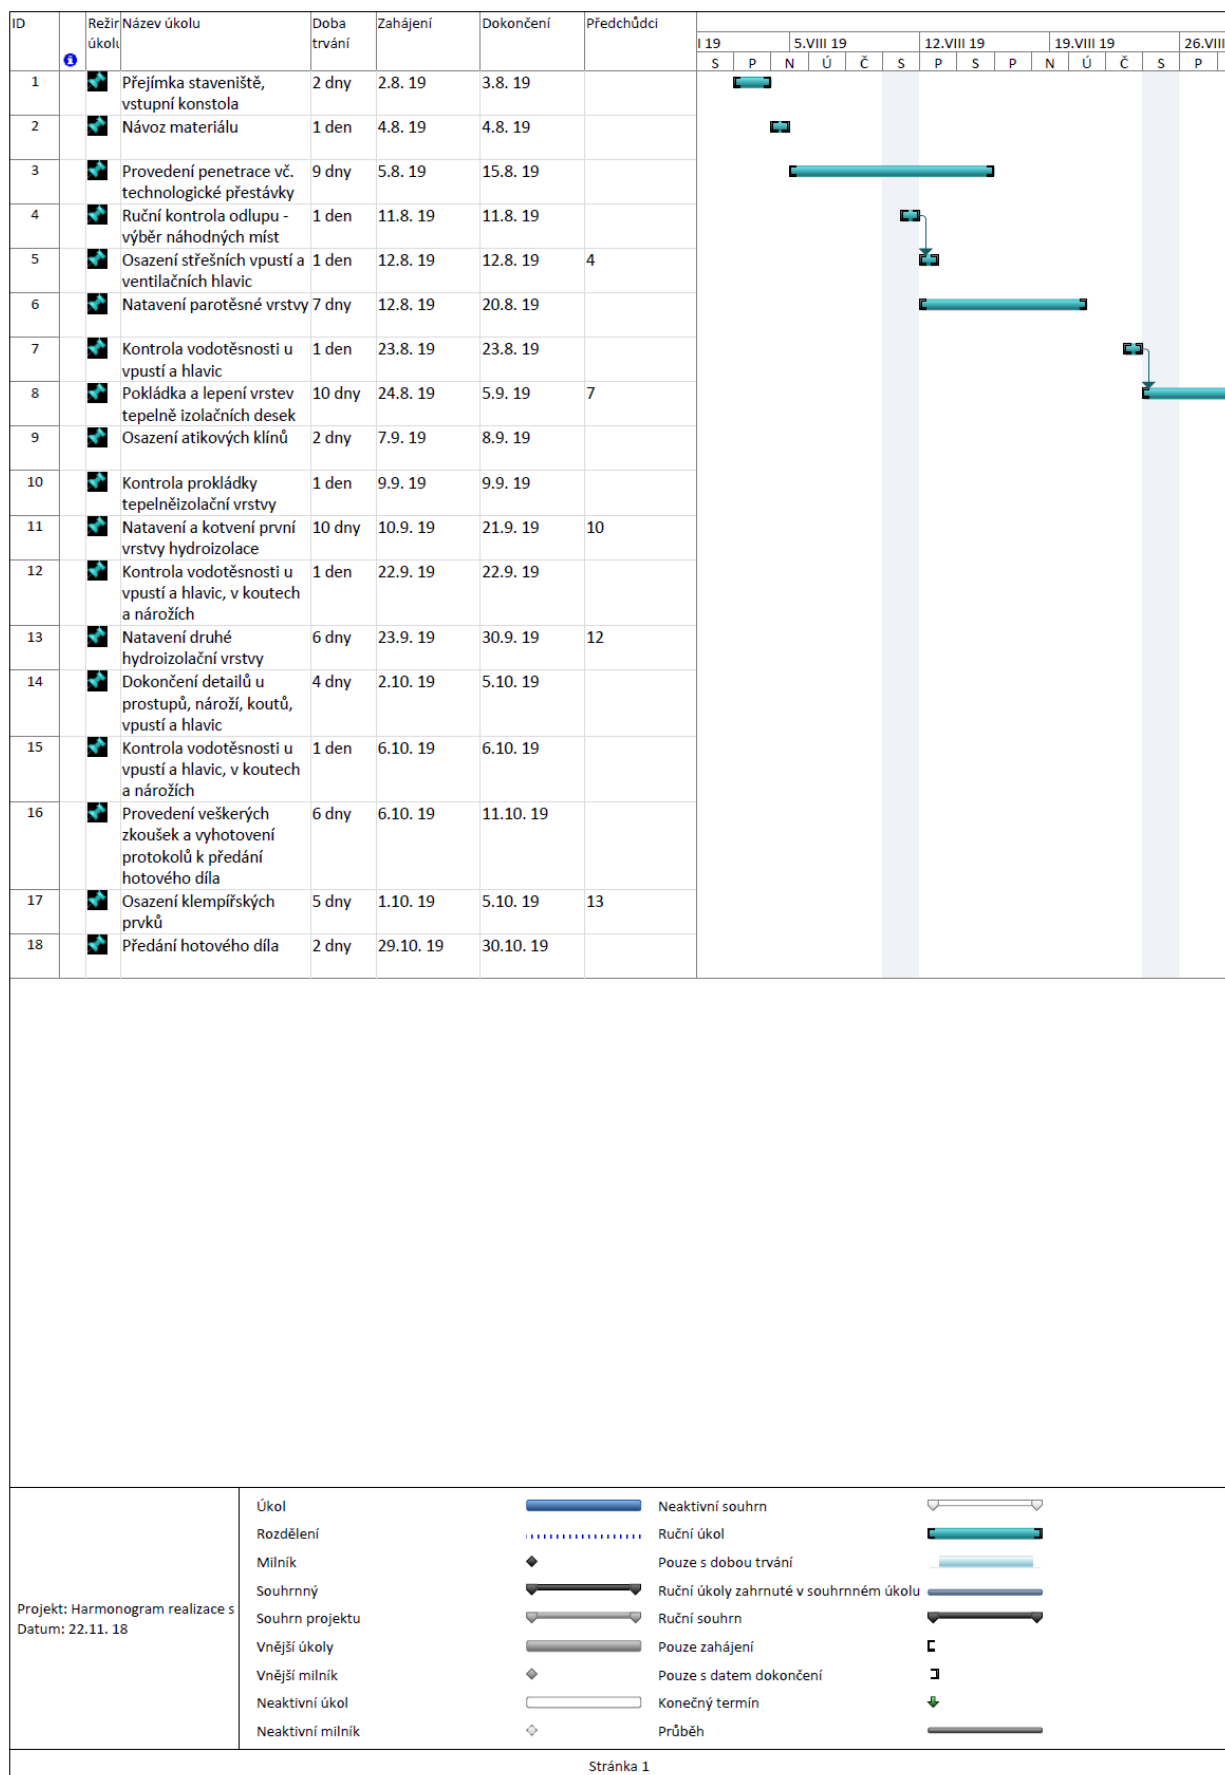 ID Režim Název úkolu Doba Zahájení Dokončení Předchůdci
úkolu trvání
I 19 5.VIII 19 12.VIII 19 19.VIII 19 26.VIII
S P N Ú Č S P S P N Ú Č S P
1 Přejímka staveniště, 2 dny 2.8. 19 3.8. 19
vstupní konstola
2 Návoz materiálu 1 den 4.8. 19 4.8. 19
3 Provedení penetrace vč. 9 dny 5.8. 19 15.8. 19
technologické přestávky
4 Ruční kontrola odlupu - 1 den 11.8. 19 11.8. 19
výběr náhodných míst
5 Osazení střešních vpustí a 1 den 12.8. 19 12.8. 19 4
ventilačních hlavic
6 Natavení parotěsné vrstvy 7 dny 12.8. 19 20.8. 19
7 Kontrola vodotěsnosti u 1 den 23.8. 19 23.8. 19
vpustí a hlavic
8 Pokládka a lepení vrstev 10 dny 24.8. 19 5.9. 19 7
tepelně izolačních desek
9 Osazení atikových klínů 2 dny 7.9. 19 8.9. 19
10 Kontrola prokládky 1 den 9.9. 19 9.9. 19
tepelněizolační vrstvy
11 Natavení a kotvení první 10 dny 10.9. 19 21.9. 19 10
vrstvy hydroizolace
12 Kontrola vodotěsnosti u 1 den 22.9. 19 22.9. 19
vpustí a hlavic, v koutech
a nárožích
13 Natavení druhé 6 dny 23.9. 19 30.9. 19 12
hydroizolační vrstvy
14 Dokončení detailů u 4 dny 2.10. 19 5.10. 19
prostupů, nároží, koutů,
vpustí a hlavic
15 Kontrola vodotěsnosti u 1 den 6.10. 19 6.10. 19
vpustí a hlavic, v koutech
a nárožích
16 Provedení veškerých 6 dny 6.10. 19 11.10. 19
zkoušek a vyhotovení
protokolů k předání
hotového díla
17 Osazení klempířských 5 dny 1.10. 19 5.10. 19 13
prvků
18 Předání hotového díla 2 dny 29.10. 19 30.10. 19
Projekt: Harmonogram realizace s
Datum: 22.11. 18
Úkol
Rozdělení
Milník
Souhrnný
Souhrn projektu
Vnější úkoly
Vnější milník
Neaktivní úkol
Neaktivní milník
Neaktivní souhrn
Ruční úkol
Pouze s dobou trvání
Ruční úkoly zahrnuté v souhrnném úkolu
Ruční souhrn
Pouze zahájení
Pouze s datem dokončení
Konečný termín
Průběh
Stránka 1